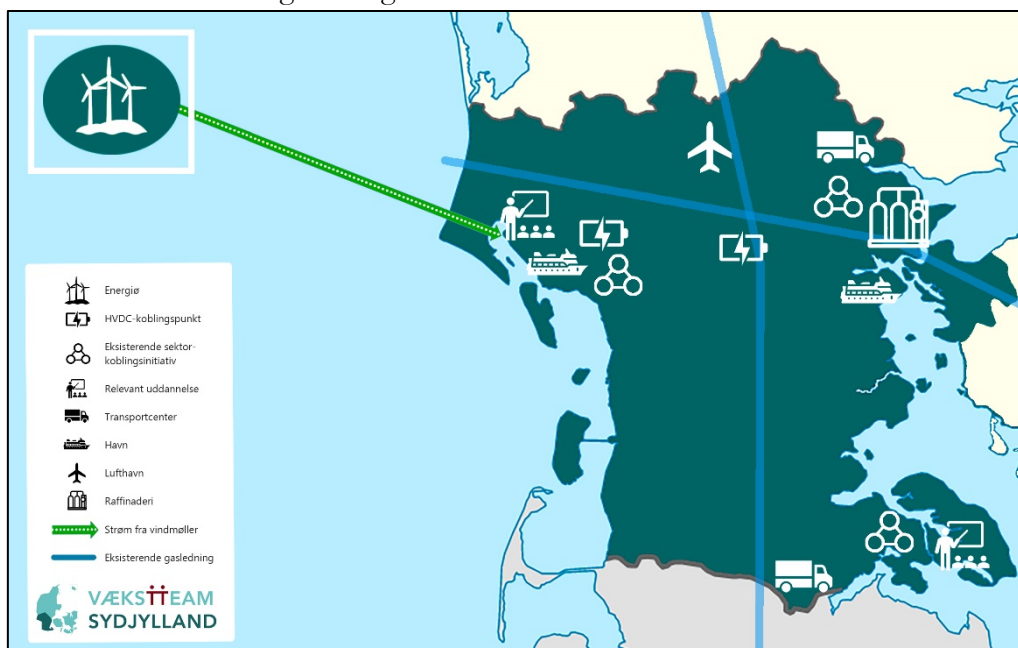 Energiø
HVDC-koblingspunkt
Eksisterende sektor-
koblingsinitiativ
Relevant uddannelse
Transportcenter
Havn
Lufthavn
Raffinaderi
Strøm fra vindmøller
Eksisterende gasledning
VÆKSTTEAM
SYDJYLLAND